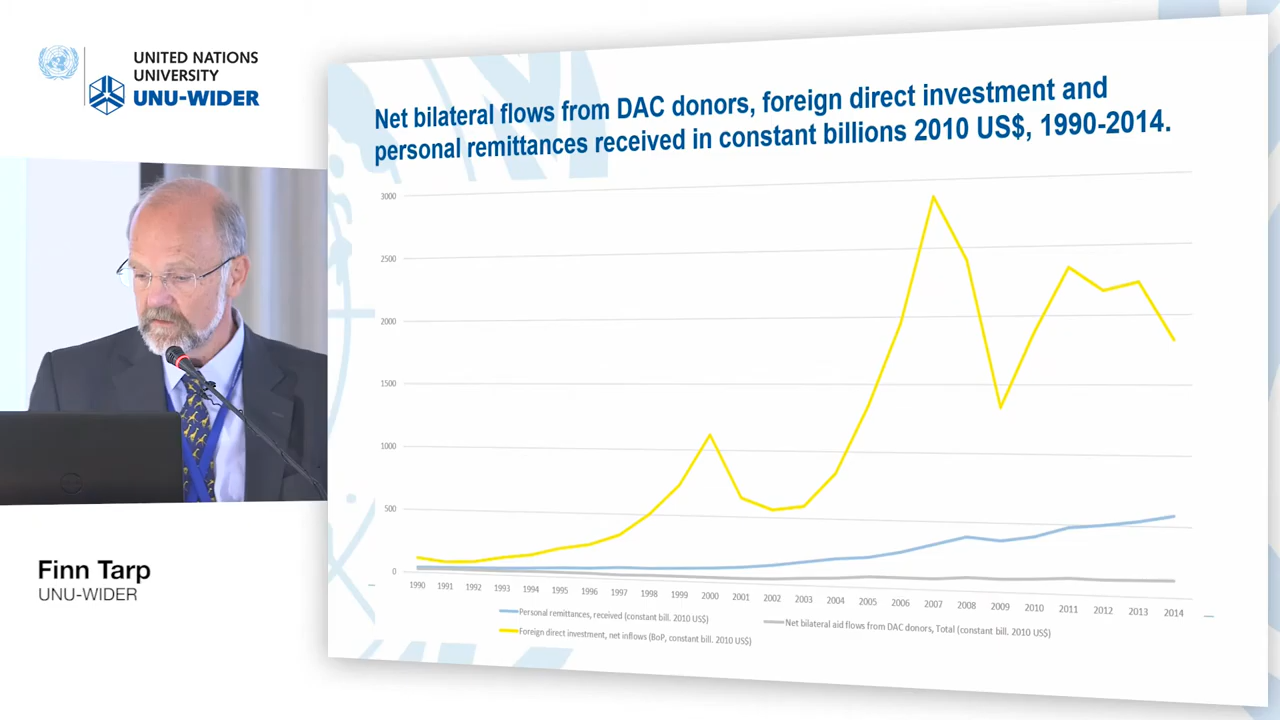 UNITED NATIONS
UNIVERSITY
UNU-WIDER
Net bilateral flows from DAC donors, foreign direct investment and
personal remittances received in constant billions 2010 US$, 1990-2014.
3000
2500
2000
1500
1000
500
0
1990 1991 1992 1993 1994 1995 1996 1997 1998 1999 2000 2001 2002 2003 2004 2005 2006 2007 2008 2009 2010 2011 2012 2013 2014
Personal remittances, received (constant bill. 2010 US$)
Net bilateral aid flows from DAC donors, Total (constant bill. 2010 US$)
Foreign direct investment, net inflows (BoP, constant bill. 2010 US$)
Finn Tarp
UNU-WIDER